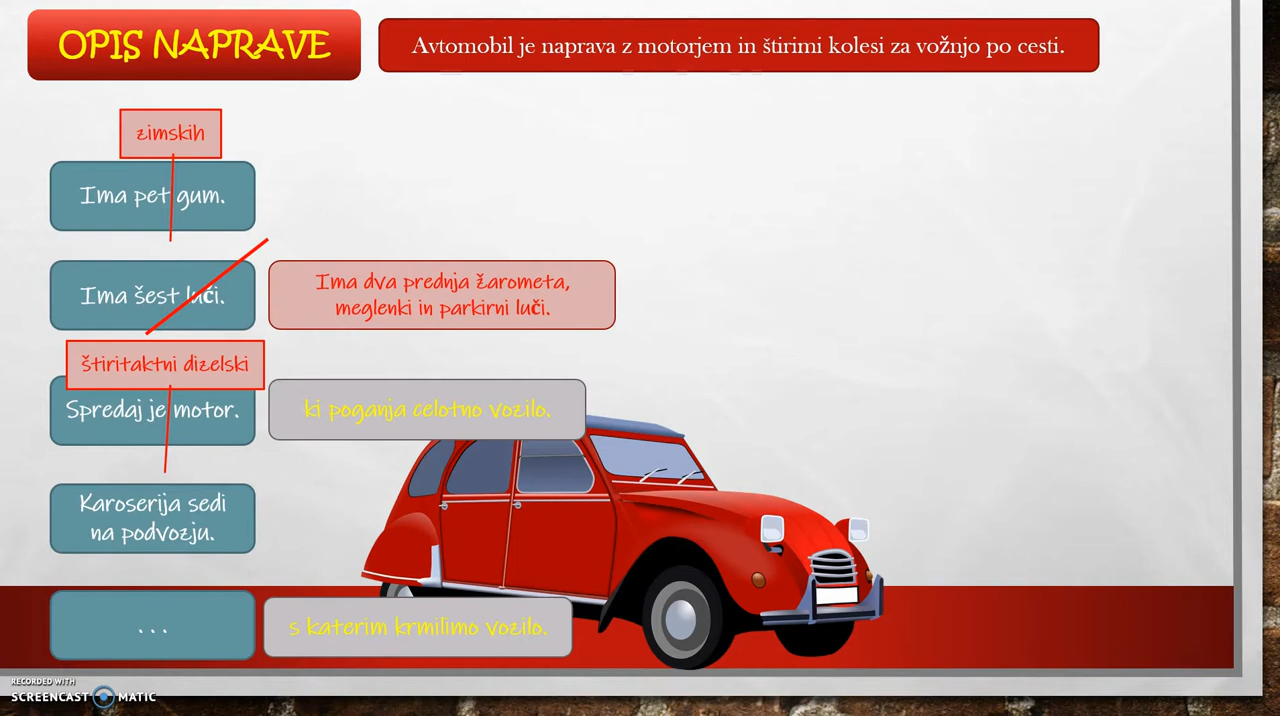 OPIS NAPRAVE
Avtomobil je naprava z motorjem in štirimi kolesi za vožnjo po cesti.
zimskih
Ima pet gum.
Ima šest luči.
Ima dva prednja žarometa,
meglenki in parkirni luči.
štiritaktni dizelski
Spredaj je motor.
ki poganja celotno vozilo.
Karoserija sedi
na podvozju.
...
s katerim krmilimo vozilo.
RECORDED WITH
SCREENCAST MATIC